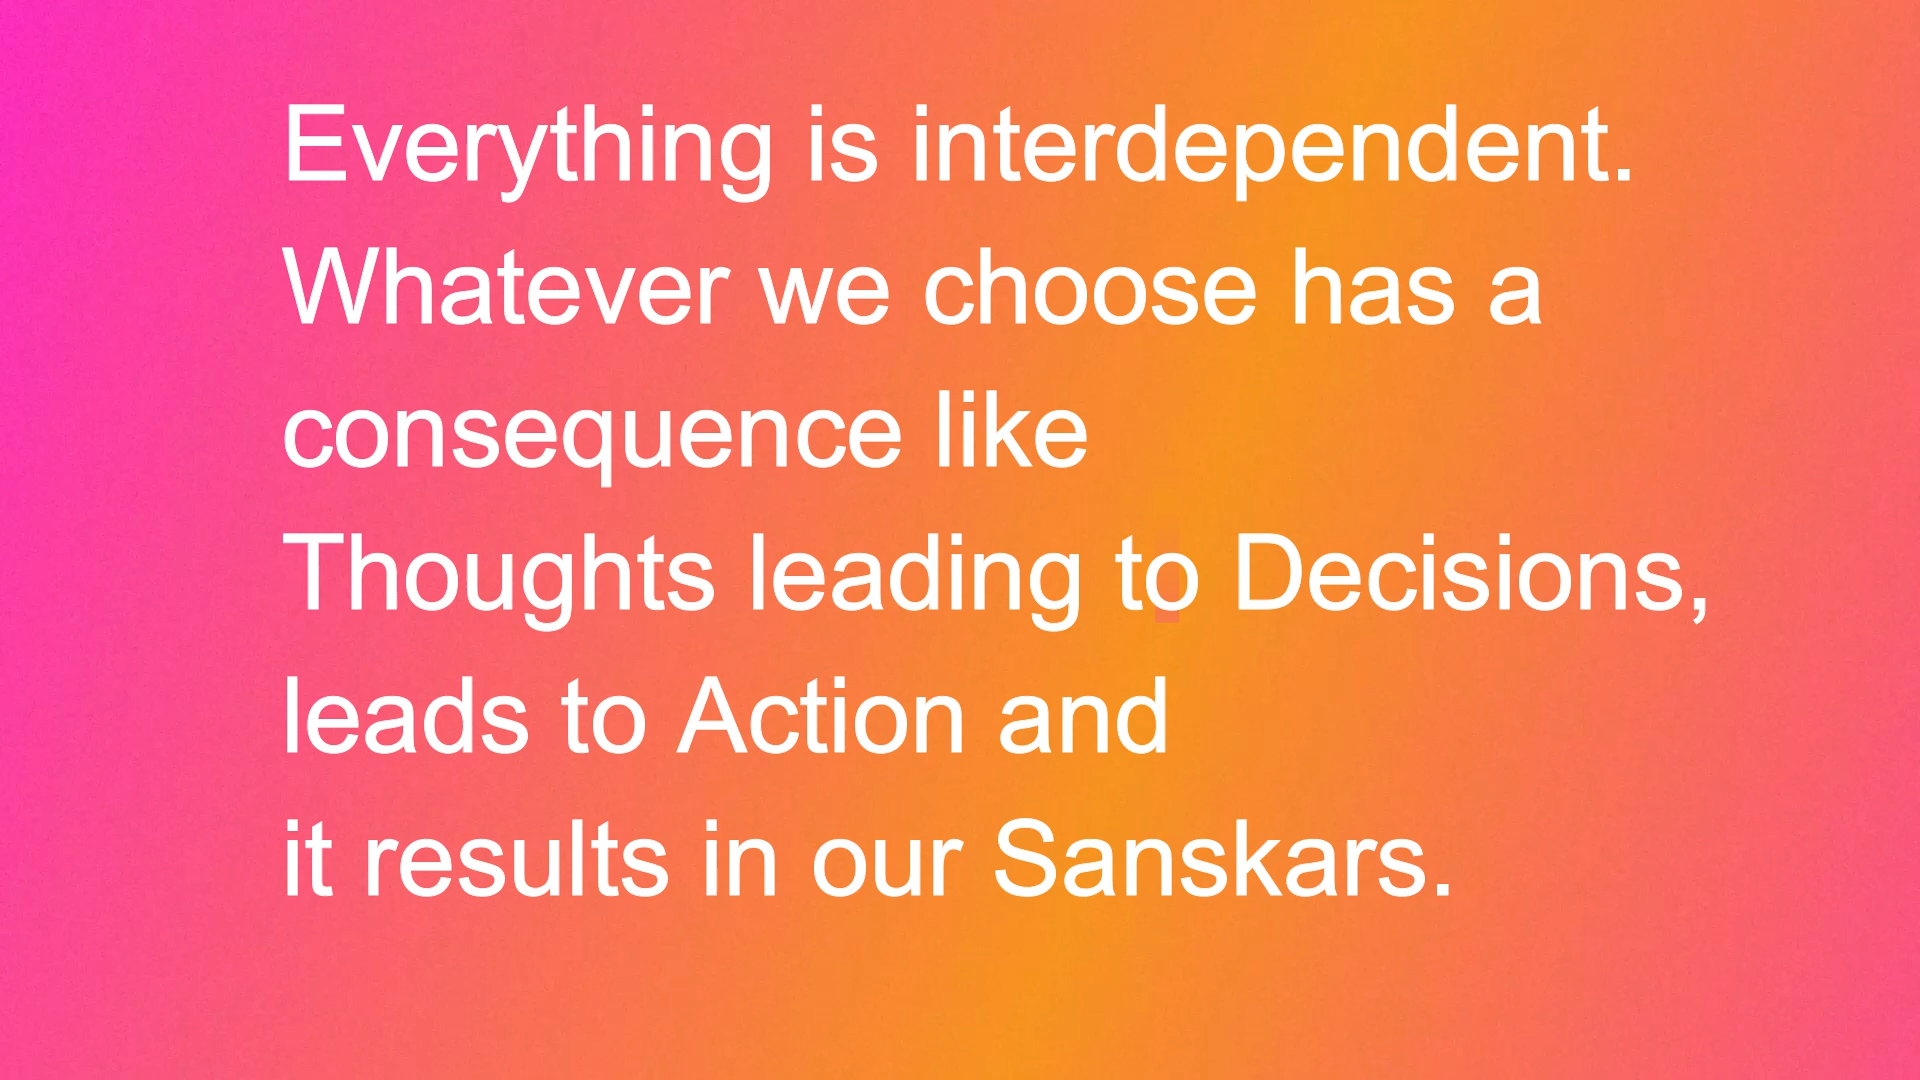 Everything is interdependent.
Whatever we choose has a
consequence like
Thoughts leading to Decisions,
leads to Action and
it results in our Sanskars.